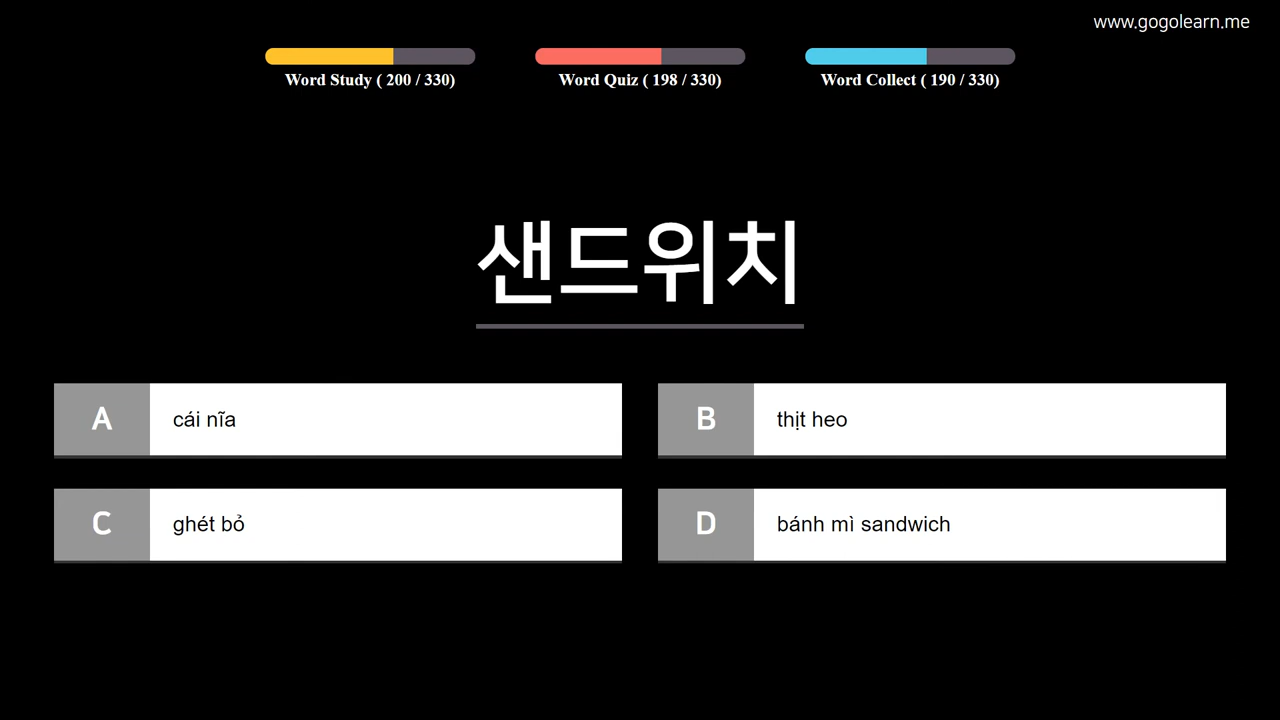 www.gogolearn.me
Word Study ( 200 / 330)
Word Quiz ( 198 / 330)
Word Collect ( 190 / 330)
샌드위치
A cái nĩa
B thịt heo
C ghét bỏ
D bánh mì sandwich